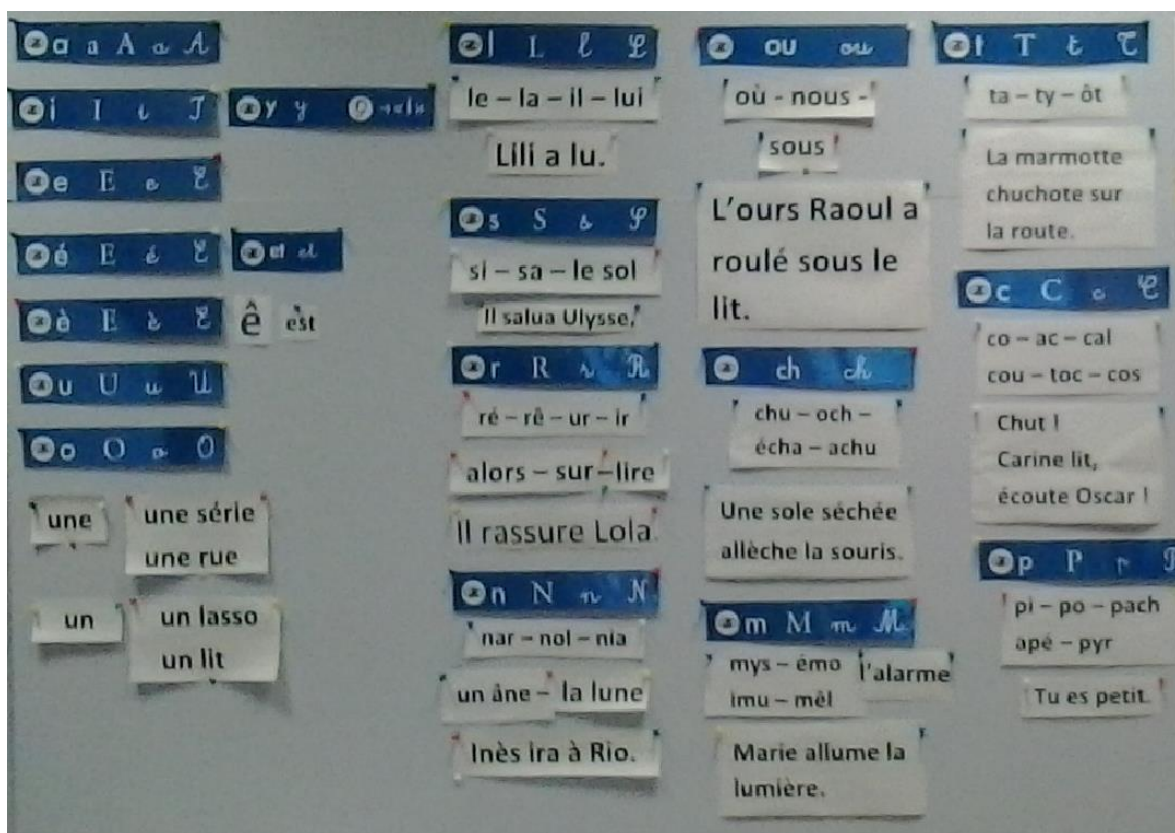 a a A a A
i I i I
y y
e E e E
é E é E
et et
è E è E
ê est
u U u U
o O o O
une
une série
une rue
un
un lasso
un lit
l L l L
le – la – il – lui
Lili a lu.
s S s S
si – sa – le sol
Il salua Ulysse.
r R r R
ré – rê – ur – ir
alors – sur – lire
Il rassure Lola.
n N n N
nar – nol – nia
un âne – la lune
Inès ira à Rio.
ou ou
où - nous -
sous
L'ours Raoul a
roulé sous le
lit.
ch ch
chu – och –
écha – achu
Une sole séchée
allèche la souris.
m M m M
mys – émo
imu – mêl
l'alarme
Marie allume la
lumière.
t T t T
ta – ty – ôt
La marmotte
chuchote sur
la route.
c C c C
co – ac – cal
cou – toc – cos
Chut !
Carine lit,
écoute Oscar !
p P p P
pi – po – pach
apé – pyr
Tu es petit.